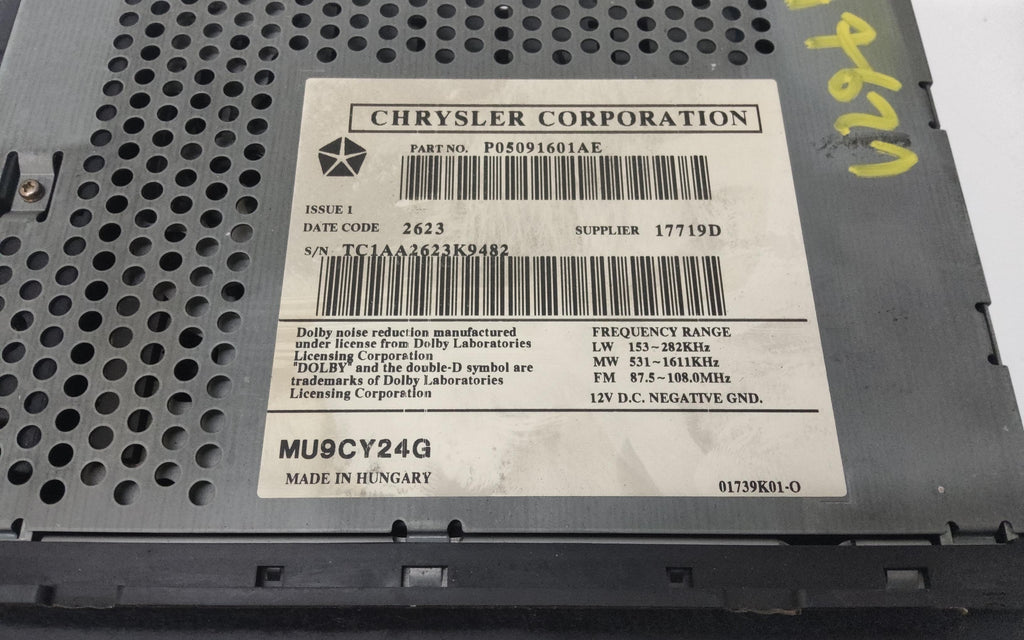 CHRYSLER CORPORATION
PART NO. P05091601AE
ISSUE 1
DATE CODE 2623
SUPPLIER 17719D
S/N TC1AA2623K9482
Dolby noise reduction manufactured
under license from Dolby Laboratories
Licensing Corporation
"DOLBY" and the double-D symbol are
trademarks of Dolby Laboratories
Licensing Corporation
FREQUENCY RANGE
LW 153~282KHz
MW 531~1611KHz
FM 87.5~108.0MHz
12V D.C. NEGATIVE GND.
MU9CY24G
MADE IN HUNGARY
01739K01-O